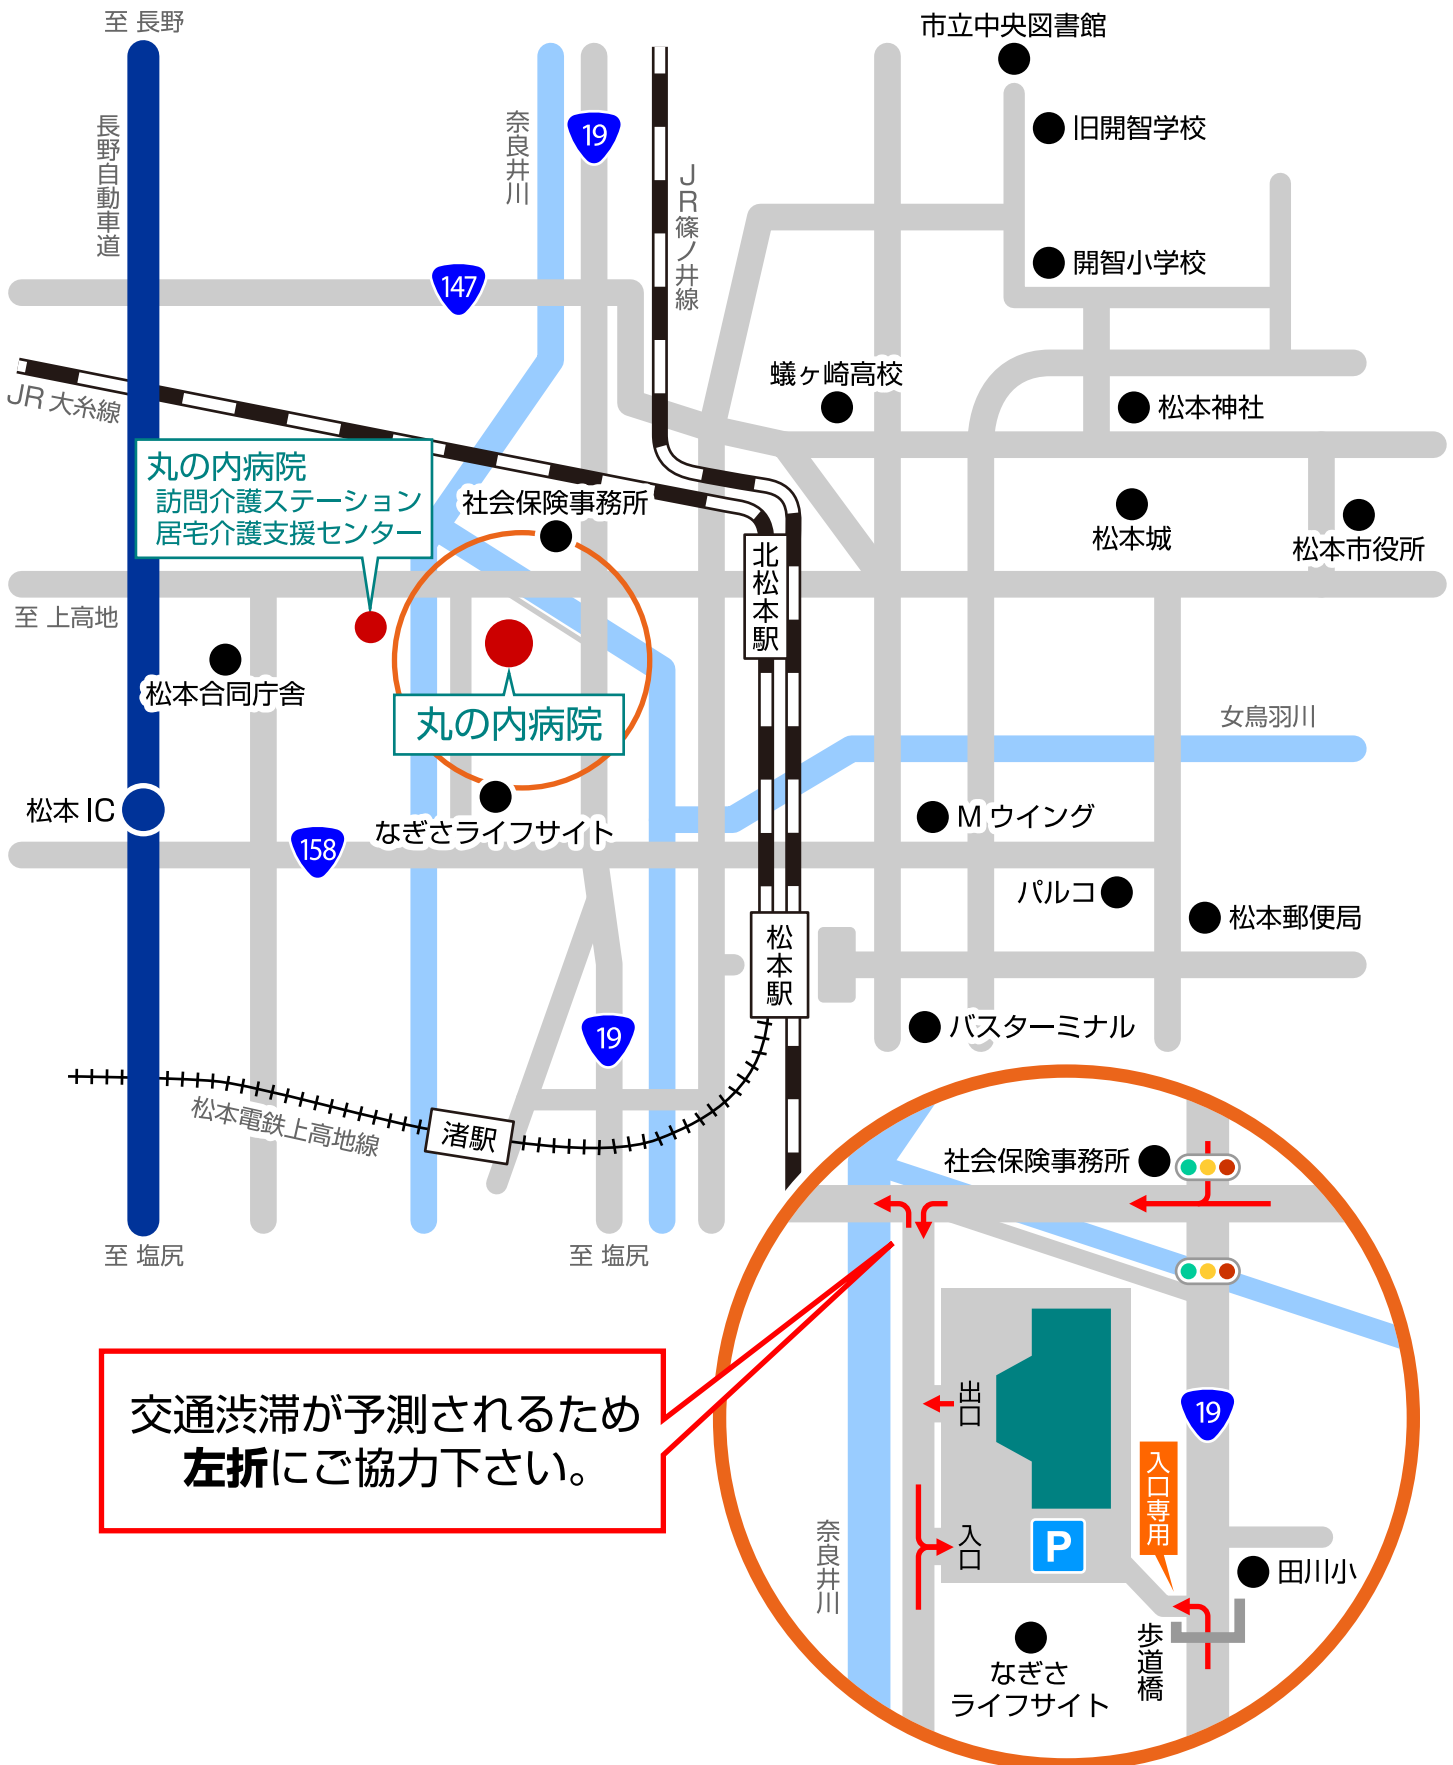 至 長野
市立中央図書館
長野自動車道
奈良井川
19
旧開智学校
JR篠ノ井線
開智小学校
147
蟻ヶ崎高校
JR 大糸線
松本神社
丸の内病院
訪問介護ステーション
居宅介護支援センター
社会保険事務所
松本城
松本市役所
北松本駅
至 上高地
松本合同庁舎
丸の内病院
女鳥羽川
松本 IC
なぎさライフサイト
M ウイング
158
パルコ
松本郵便局
松本駅
バスターミナル
19
松本電鉄上高地線
渚駅
至 塩尻
至 塩尻
社会保険事務所
交通渋滞が予測されるため
左折にご協力下さい。
出口
19
入口専用
入口
P
奈良井川
田川小
歩道橋
なぎさ
ライフサイト